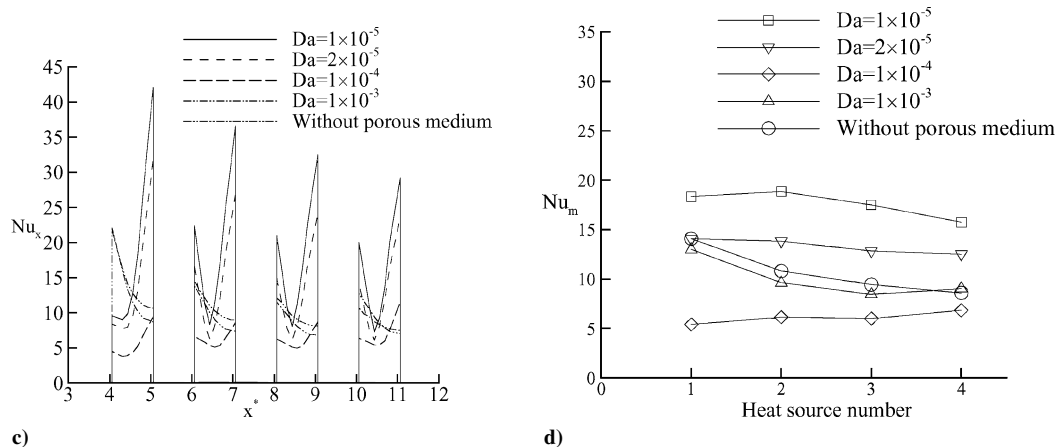 Da=1×10⁻⁵
Da=2×10⁻⁵
Da=1×10⁻⁴
Da=1×10⁻³
Without porous medium
45
40
35
30
25
20
15
10
5
0
Nuₓ
3 4 5 6 7 8 9 10 11 12
x*
c)
Da=1×10⁻⁵
Da=2×10⁻⁵
Da=1×10⁻⁴
Da=1×10⁻³
Without porous medium
35
30
25
20
15
10
5
0
Nuₘ
0 1 2 3 4
Heat source number
d)